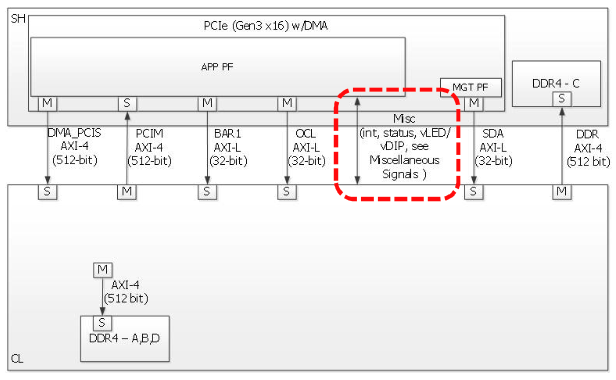 SH
PCIe (Gen3 x16) w/DMA
APP PF
MGT PF
DDR4 - C
M
S
M
M
M
S
DMA_PCIS
AXI-4
(512-bit)
PCIM
AXI-4
(512-bit)
BAR1
AXI-L
(32-bit)
OCL
AXI-L
(32-bit)
Misc
(int, status, vLED/
vDIP, see
Miscellaneous
Signals )
SDA
AXI-L
(32-bit)
DDR
AXI-4
(512 bit)
S
M
S
S
S
M
M
AXI-4
(512 bit)
S
DDR4 – A,B,D
CL